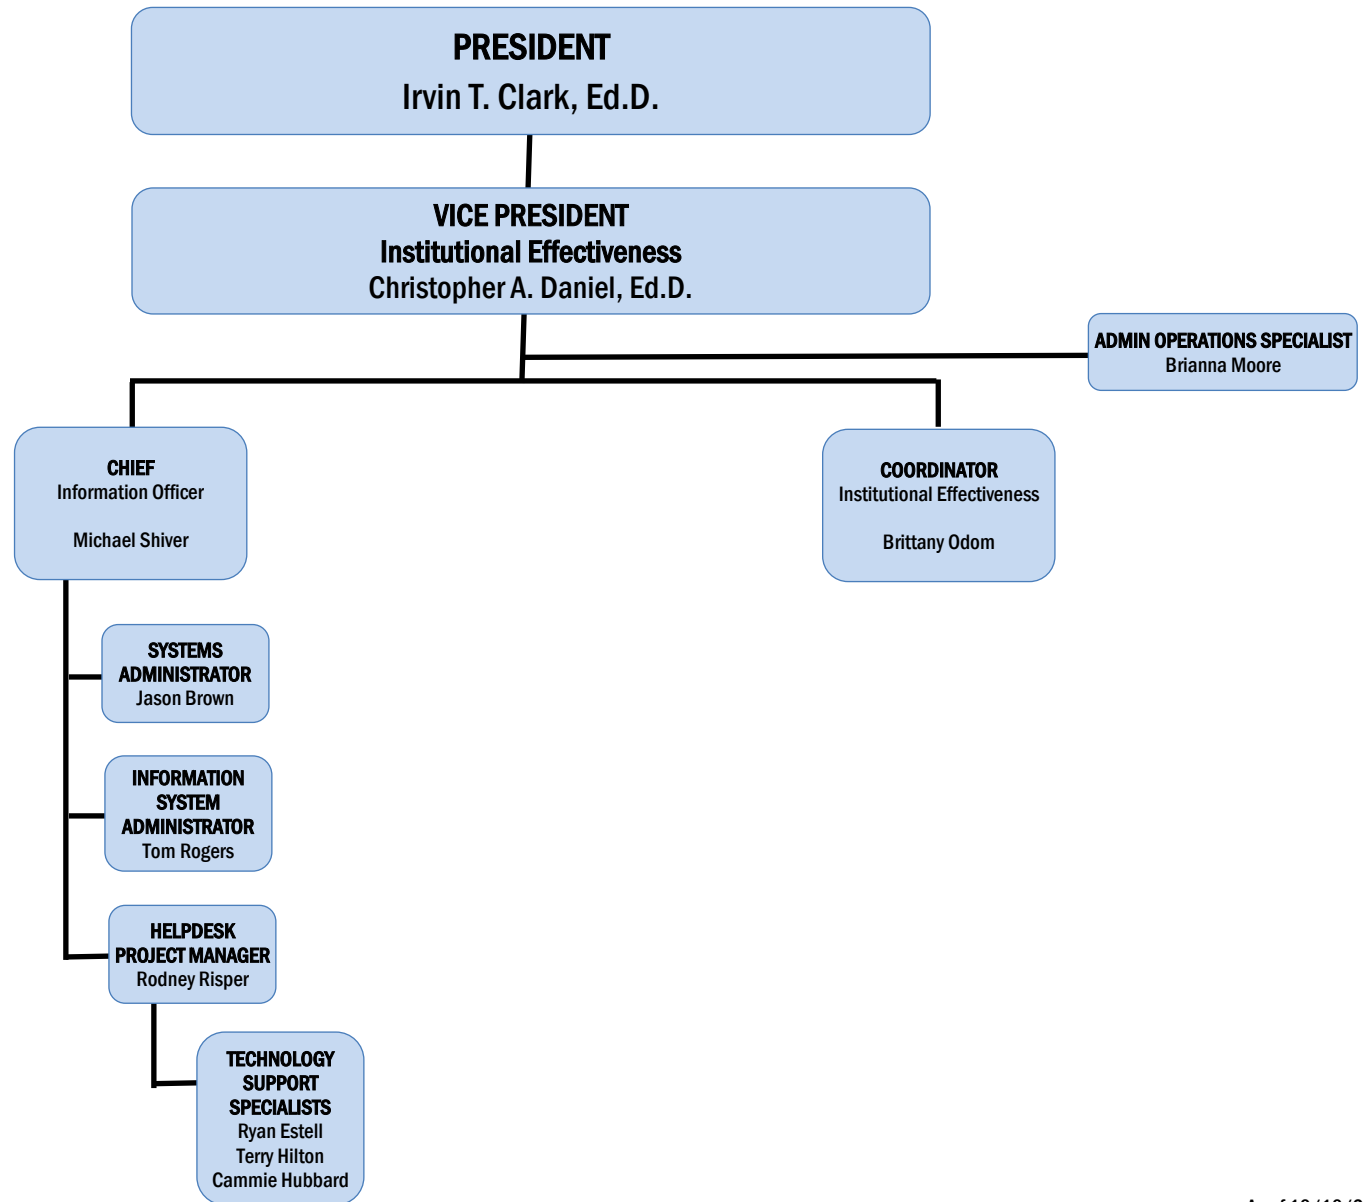 PRESIDENT
Irvin T. Clark, Ed.D.
VICE PRESIDENT
Institutional Effectiveness
Christopher A. Daniel, Ed.D.
ADMIN OPERATIONS SPECIALIST
Brianna Moore
CHIEF
Information Officer
Michael Shiver
COORDINATOR
Institutional Effectiveness
Brittany Odom
SYSTEMS
ADMINISTRATOR
Jason Brown
INFORMATION
SYSTEM
ADMINISTRATOR
Tom Rogers
HELPDESK
PROJECT MANAGER
Rodney Risper
TECHNOLOGY
SUPPORT
SPECIALISTS
Ryan Estell
Terry Hilton
Cammie Hubbard